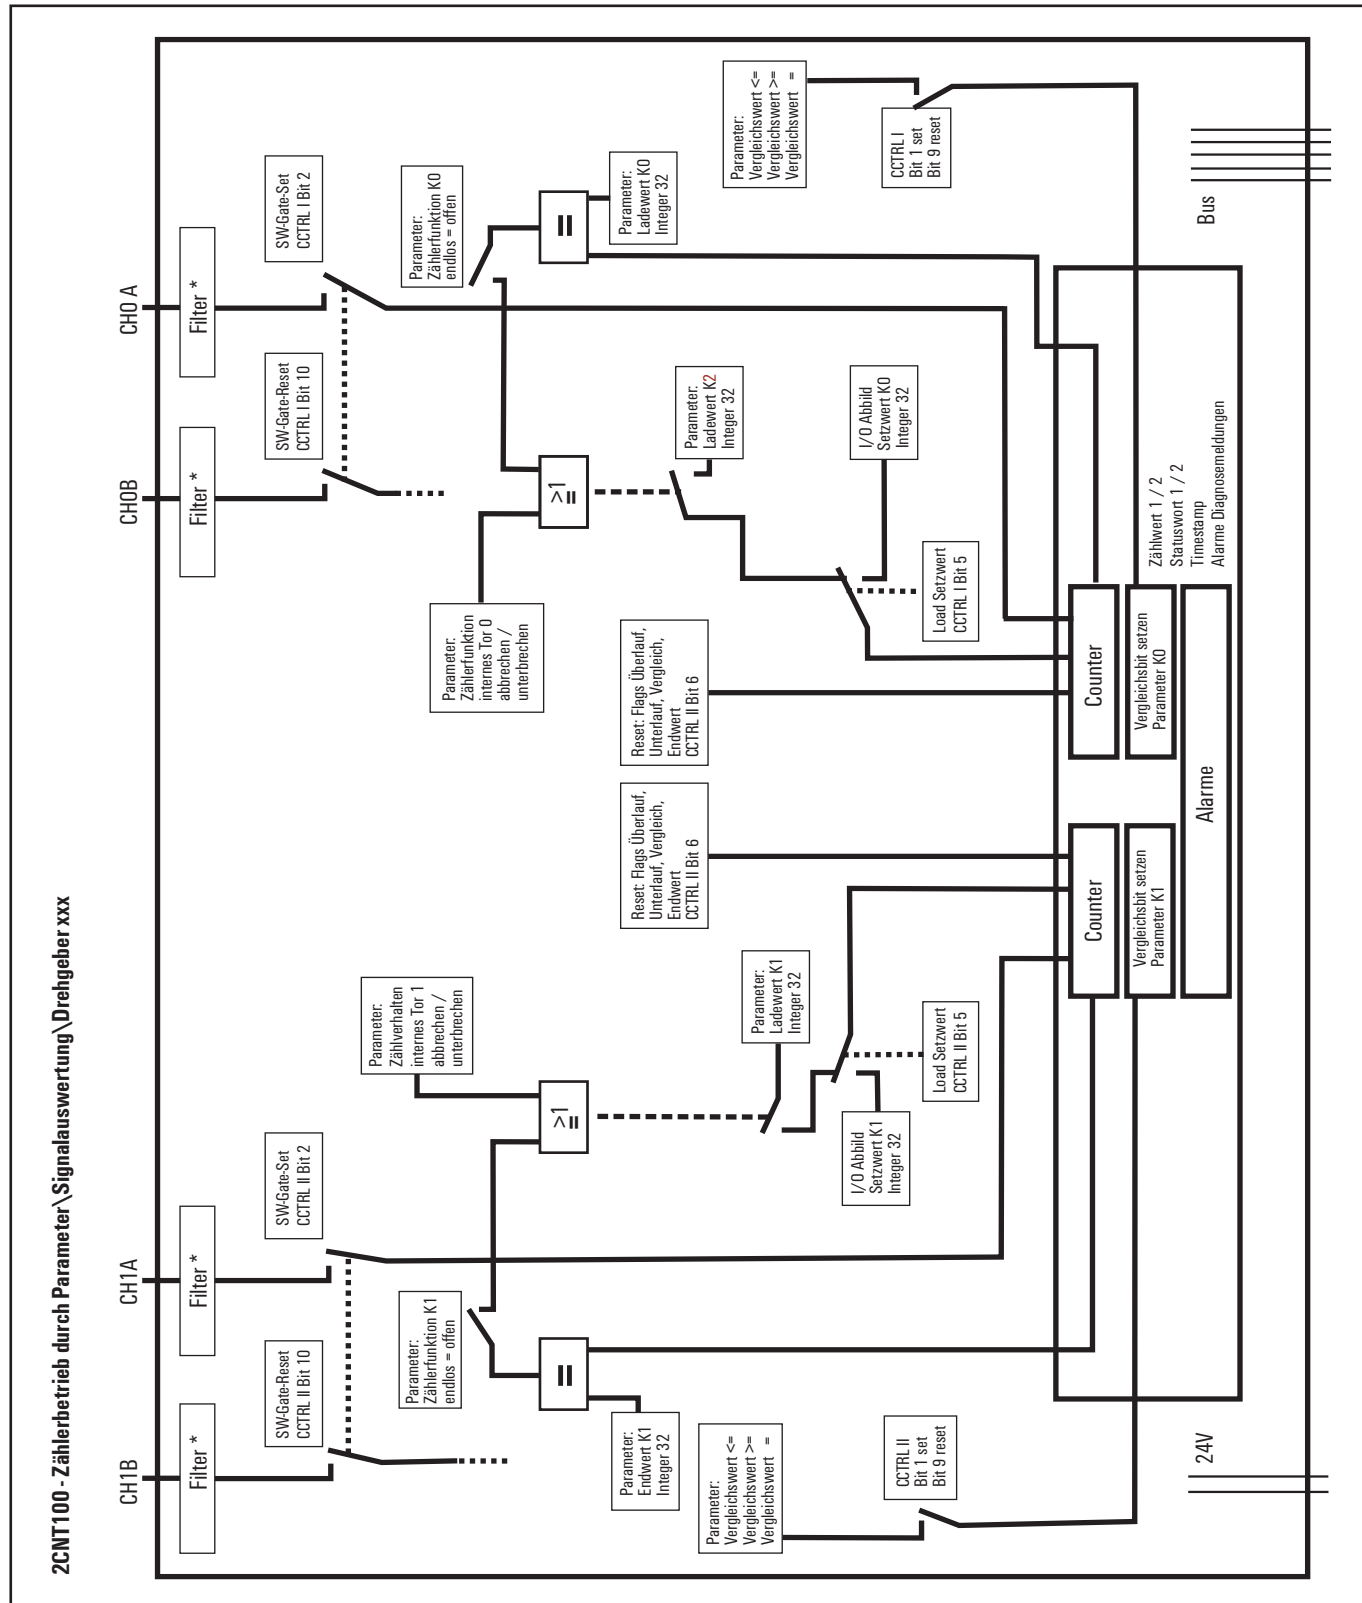 2CNT100 - Zählerbetrieb durch Parameter\Signalauswertung\Drehgeber xxx
CH1B
CH1A
CH0B
CH0 A
Filter *
Filter *
Filter *
Filter *
SW-Gate-Reset
CCTRL II Bit 10
SW-Gate-Set
CCTRL II Bit 2
SW-Gate-Reset
CCTRL I Bit 10
SW-Gate-Set
CCTRL I Bit 2
Parameter:
Zählerfunktion K1
endlos = offen
Parameter:
Zählverhalten
internes Tor 1
abbrechen /
unterbrechen
Parameter:
Zählerfunktion
internes Tor 0
abbrechen /
unterbrechen
Parameter:
Zählerfunktion K0
endlos = offen
=
>1
=
>1
=
=
Parameter:
Endwert K1
Integer 32
Parameter:
Ladewert K0
Integer 32
Parameter:
Vergleichswert <=
Vergleichswert >=
Vergleichswert =
Parameter:
Ladewert K1
Integer 32
Reset: Flags Überlauf,
Unterlauf, Vergleich,
Endwert
CCTRL II Bit 6
Reset: Flags Überlauf,
Unterlauf, Vergleich,
Endwert
CCTRL II Bit 6
Parameter:
Ladewert K2
Integer 32
Parameter:
Vergleichswert <=
Vergleichswert >=
Vergleichswert =
CCTRL II
Bit 1 set
Bit 9 reset
I/O Abbild
Setzwert K1
Integer 32
Load Setzwert
CCTRL II Bit 5
Load Setzwert
CCTRL I Bit 5
I/O Abbild
Setzwert K0
Integer 32
CCTRL I
Bit 1 set
Bit 9 reset
Counter
Counter
Vergleichsbit setzen
Parameter K1
Vergleichsbit setzen
Parameter K0
Zählwert 1 / 2
Statuswort 1 / 2
Timestamp
Alarme Diagnosemeldungen
Alarme
24V
Bus